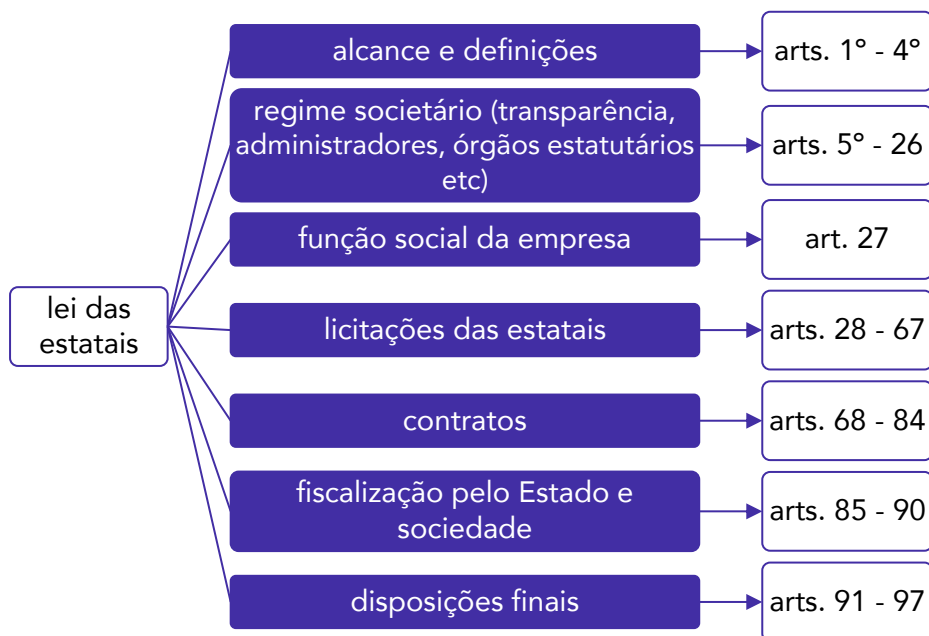 lei das
estatais
alcance e definições
arts. 1° - 4°
regime societário (transparência,
administradores, órgãos estatutários
etc)
arts. 5° - 26
função social da empresa
art. 27
licitações das estatais
arts. 28 - 67
contratos
arts. 68 - 84
fiscalização pelo Estado e
sociedade
arts. 85 - 90
disposições finais
arts. 91 - 97